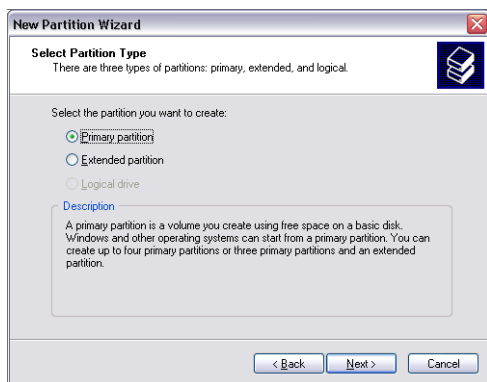 New Partition Wizard
Select Partition Type
There are three types of partitions: primary, extended, and logical.
Select the partition you want to create:
Primary partition
Extended partition
Logical drive
Description
A primary partition is a volume you create using free space on a basic disk.
Windows and other operating systems can start from a primary partition. You can
create up to four primary partitions or three primary partitions and an extended
partition.
< Back
Next >
Cancel